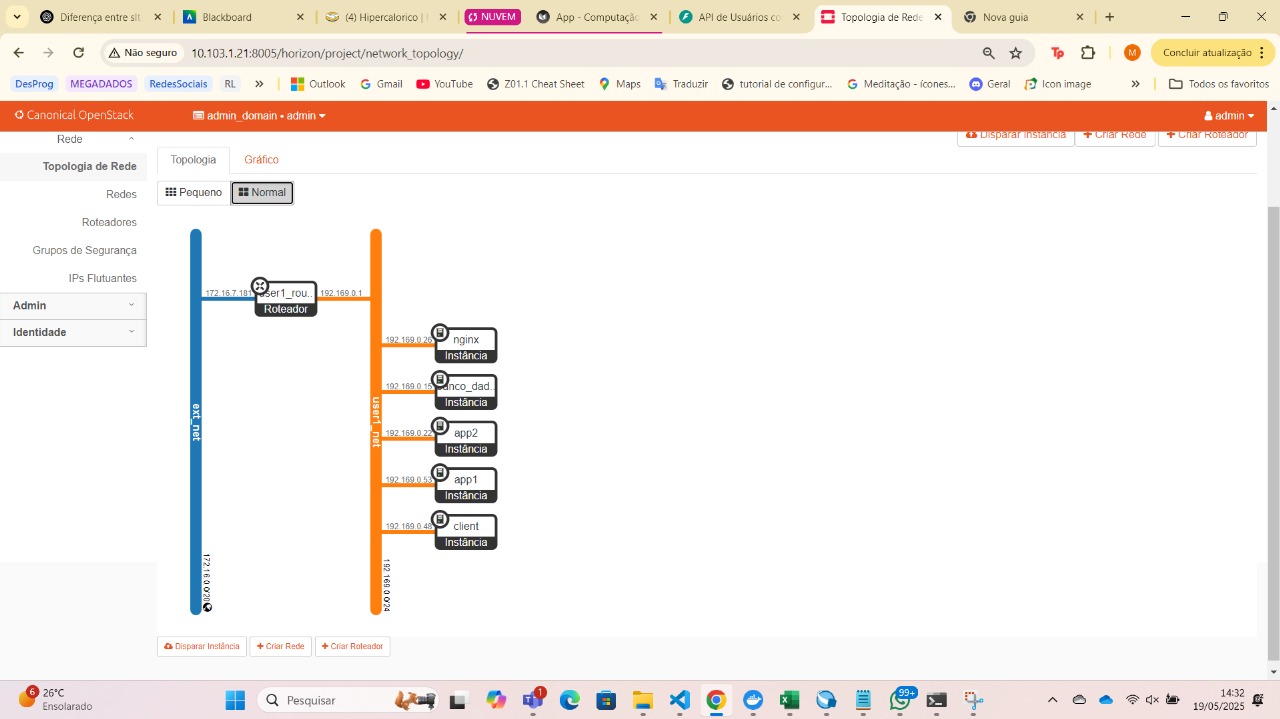 Diferença entre
Blackboard
(4) Hipercalorico |
NUVEM
App - Computação
API de Usuários co
Topologia de Rede
Nova guia
Não seguro
10.103.1.21:8005/horizon/project/network_topology/
M
Concluir atualização
DesProg
MEGADADOS
RedesSociais
RL
Outlook
Gmail
YouTube
Z01.1 Cheat Sheet
Maps
Traduzir
tutorial de configur...
Meditação - ícones...
Geral
Icon image
Todos os favoritos
Canonical OpenStack
admin_domain • admin
admin
Rede
Disparar Instância
Criar Rede
Criar Roteador
Topologia de Rede
Topologia
Gráfico
Redes
Pequeno
Normal
Roteadores
Grupos de Segurança
IPs Flutuantes
Admin
Identidade
172.16.7.181
user1_rou..
Roteador
192.169.0.1
192.169.0.26
nginx
Instância
192.169.0.15
banco_dad..
Instância
ext_net
user1_net
192.169.0.22
app2
Instância
192.169.0.53
app1
Instância
192.169.0.48
client
Instância
172.16.0.0/20
192.169.0.0/24
Disparar Instância
Criar Rede
Criar Roteador
6
26°C
Ensolarado
Pesquisar
1
99+
14:32
19/05/2025